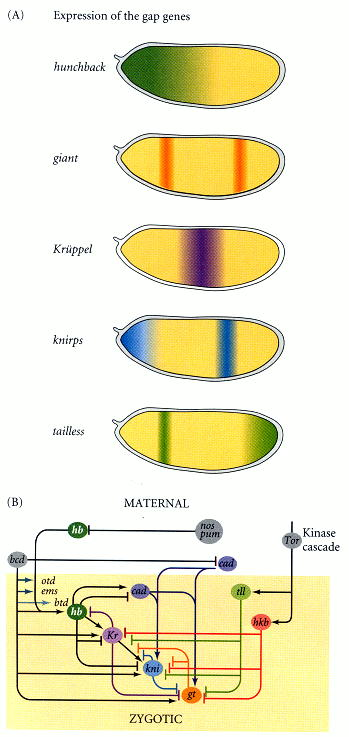 (A) Expression of the gap genes
hunchback
giant
Krüppel
knirps
tailless
(B) MATERNAL
hb
nos
pum
Tor
Kinase
cascade
bcd
cad
otd
ems
btd
cad
tll
hb
hkb
Kr
kni
gt
ZYGOTIC